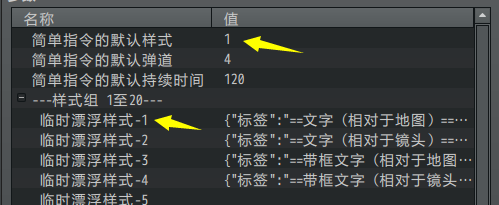 名称 值
简单指令的默认样式 1
简单指令的默认弹道 4
简单指令的默认持续时间 120
---样式组 1至20---
临时漂浮样式-1 {"标签":"==文字（相对于地图）==…
临时漂浮样式-2 {"标签":"==文字（相对于镜头）==…
临时漂浮样式-3 {"标签":"==带框文字（相对于地图…
临时漂浮样式-4 {"标签":"==带框文字（相对于镜头…
临时漂浮样式-5